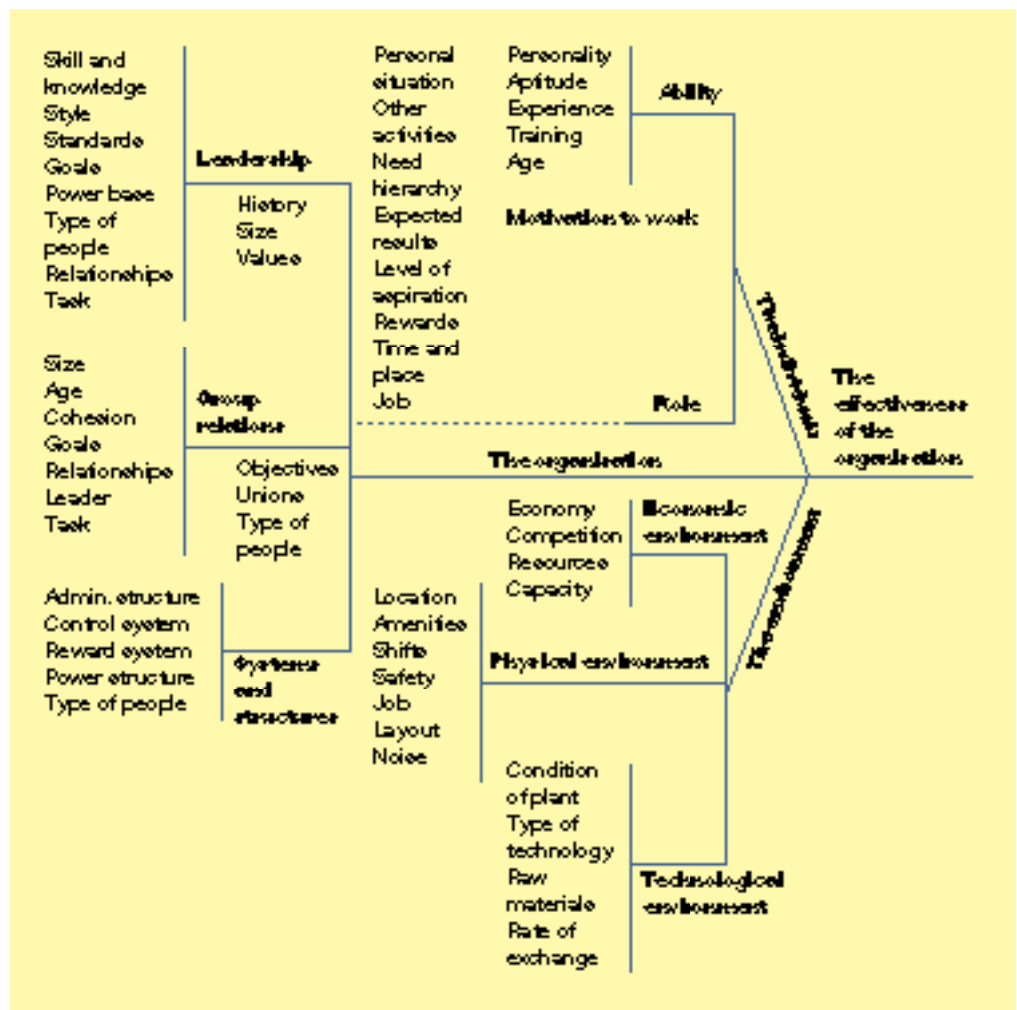 Skill and
knowledge
Style
Standards
Goals
Power base
Type of
people
Relationships
Task
Leadership
History
Size
Values
Personal
situation
Other
activities
Need
hierarchy
Expected
results
Level of
aspiration
Rewards
Time and
place
Job
Personality
Aptitude
Experience
Training
Age
Ability
Motivation to work
Role
The individual
Size
Age
Cohesion
Goals
Relationships
Leader
Task
Group
relations
Objectives
Unions
Type of
people
The organisation
The
effectiveness
of the
organisation
Admin. structure
Control system
Reward system
Power structure
Type of people
Systems
and
structures
Economy
Competition
Resources
Capacity
Economic
environment
The environment
Location
Amenities
Shifts
Safety
Job
Layout
Noise
Physical environment
Condition
of plant
Type of
technology
Raw
materials
Rate of
exchange
Technological
environment